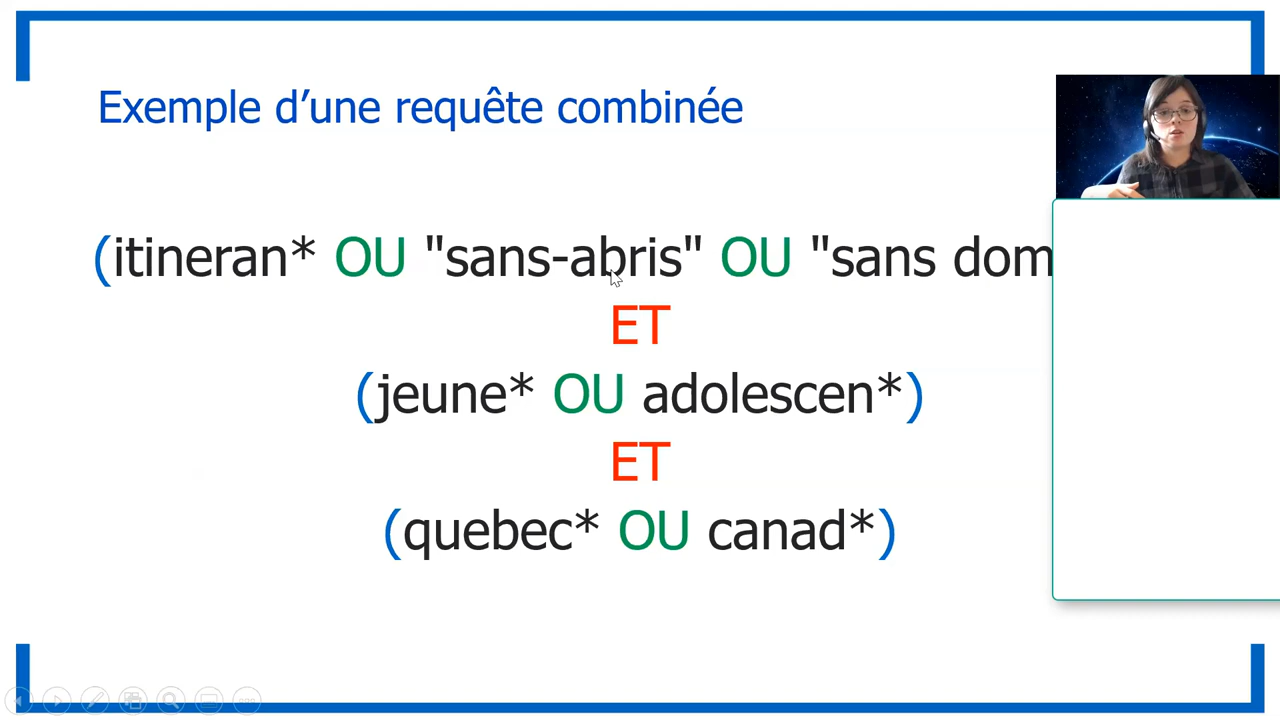 Exemple d’une requête combinée
(itineran* OU "sans-abris" OU "sans dom
ET
(jeune* OU adolescen*)
ET
(quebec* OU canad*)